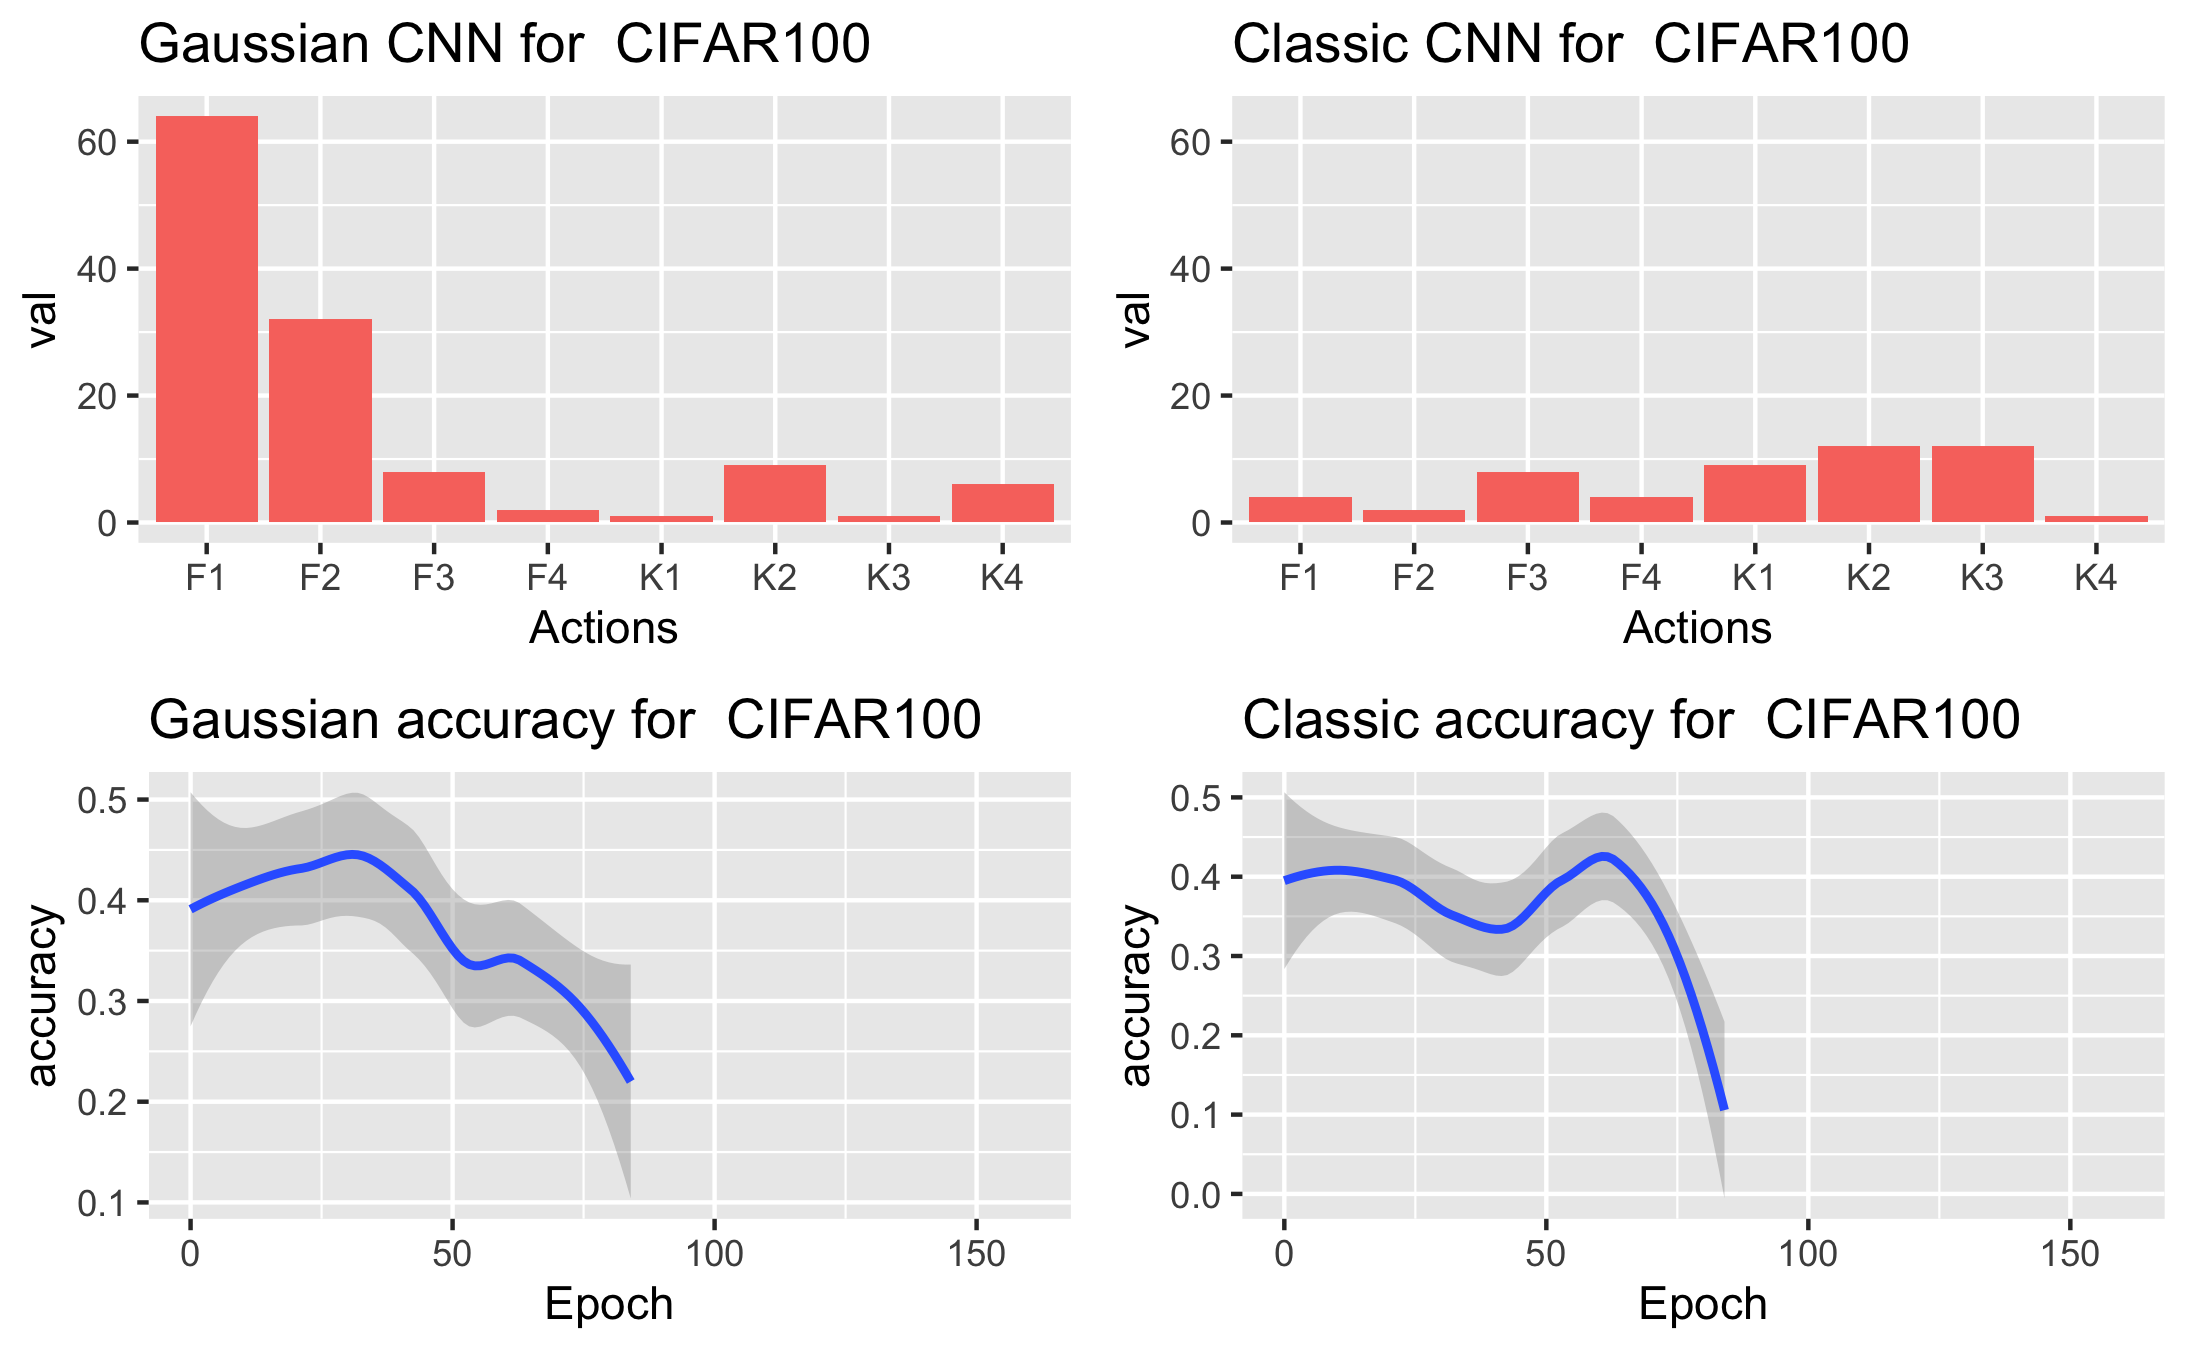 Gaussian CNN for  CIFAR100
60
40
20
0
val
F1 F2 F3 F4 K1 K2 K3 K4
Actions
Classic CNN for  CIFAR100
60
40
20
0
val
F1 F2 F3 F4 K1 K2 K3 K4
Actions
Gaussian accuracy for  CIFAR100
0.5
0.4
0.3
0.2
0.1
accuracy
0 50 100 150
Epoch
Classic accuracy for  CIFAR100
0.5
0.4
0.3
0.2
0.1
0.0
accuracy
0 50 100 150
Epoch